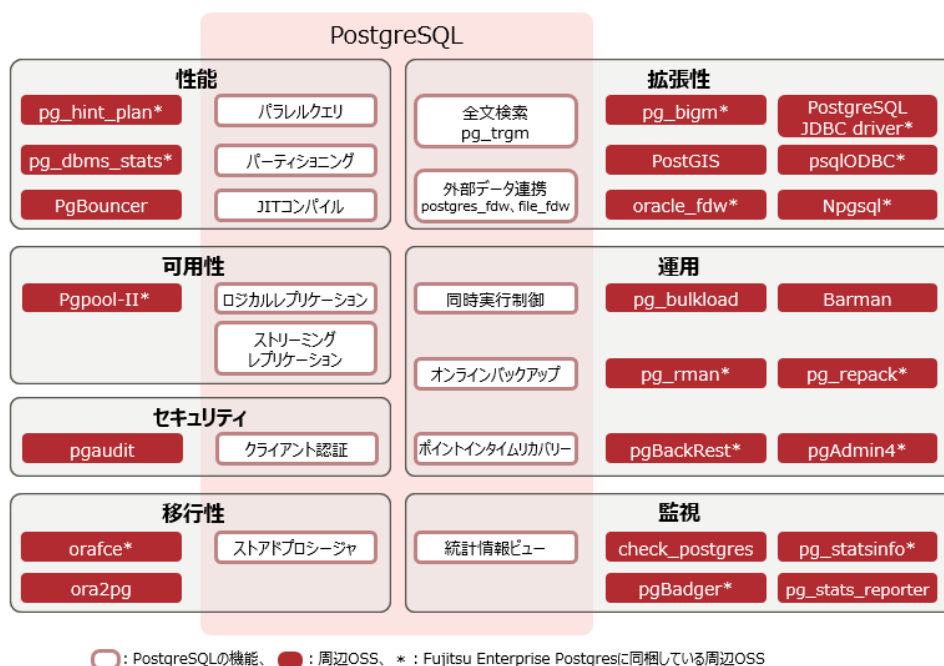 PostgreSQL
性能
pg_hint_plan*
パラレルクエリ
pg_dbms_stats*
パーティショニング
PgBouncer
JITコンパイル
拡張性
全文検索
pg_trgm
pg_bigm*
PostgreSQL
JDBC driver*
PostGIS
psqlODBC*
外部データ連携
postgres_fdw、file_fdw
oracle_fdw*
Npgsql*
可用性
Pgpool-II*
ロジカルレプリケーション
ストリーミング
レプリケーション
運用
同時実行制御
pg_bulkload
Barman
オンラインバックアップ
pg_rman*
pg_repack*
ポイントインタイムリカバリー
pgBackRest*
pgAdmin4*
セキュリティ
pgaudit
クライアント認証
移行性
orafce*
ストアドプロシージャ
ora2pg
監視
統計情報ビュー
check_postgres
pg_statsinfo*
pgBadger*
pg_stats_reporter
: PostgreSQLの機能、 : 周辺OSS、 * : Fujitsu Enterprise Postgresに同梱している周辺OSS